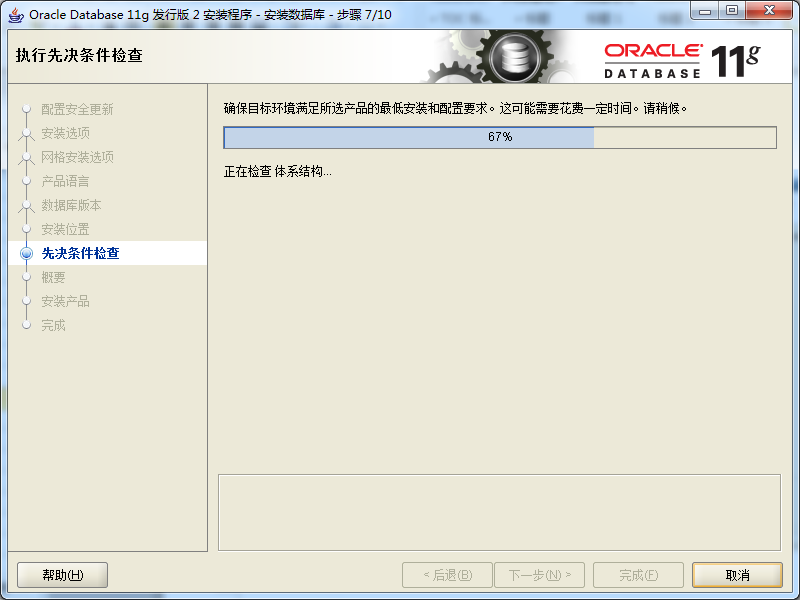 Oracle Database 11g 发行版 2 安装程序 - 安装数据库 - 步骤 7/10
执行先决条件检查
ORACLE
DATABASE
11g
配置安全更新
安装选项
网格安装选项
产品语言
数据库版本
安装位置
先决条件检查
概要
安装产品
完成
确保目标环境满足所选产品的最低安装和配置要求。这可能需要花费一定时间。请稍候。
67%
正在检查 体系结构...
帮助(H)
< 后退(B)
下一步(N) >
完成(F)
取消